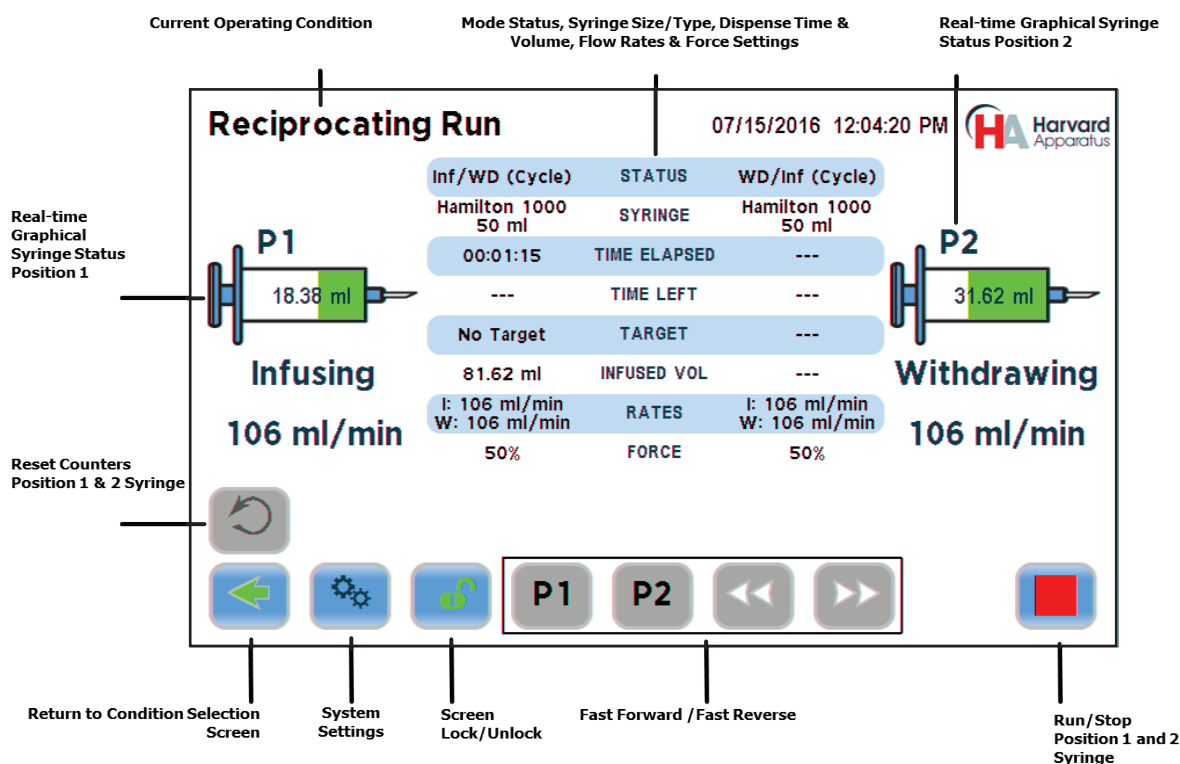 Current Operating Condition
Mode Status, Syringe Size/Type, Dispense Time &
Volume, Flow Rates & Force Settings
Real-time Graphical Syringe
Status Position 2
Reciprocating Run
07/15/2016 12:04:20 PM
HA Harvard
Apparatus
Real-time
Graphical
Syringe Status
Position 1
P1
18.38 ml
Infusing
106 ml/min
Inf/WD (Cycle) STATUS WD/Inf (Cycle)
Hamilton 1000 SYRINGE Hamilton 1000
50 ml 50 ml
00:01:15 TIME ELAPSED ---
--- TIME LEFT ---
No Target TARGET ---
81.62 ml INFUSED VOL ---
I: 106 ml/min RATES I: 106 ml/min
W: 106 ml/min W: 106 ml/min
50% FORCE 50%
P2
31.62 ml
Withdrawing
106 ml/min
Reset Counters
Position 1 & 2 Syringe
P1 P2
Return to Condition Selection
Screen
System
Settings
Screen
Lock/Unlock
Fast Forward /Fast Reverse
Run/Stop
Position 1 and 2
Syringe